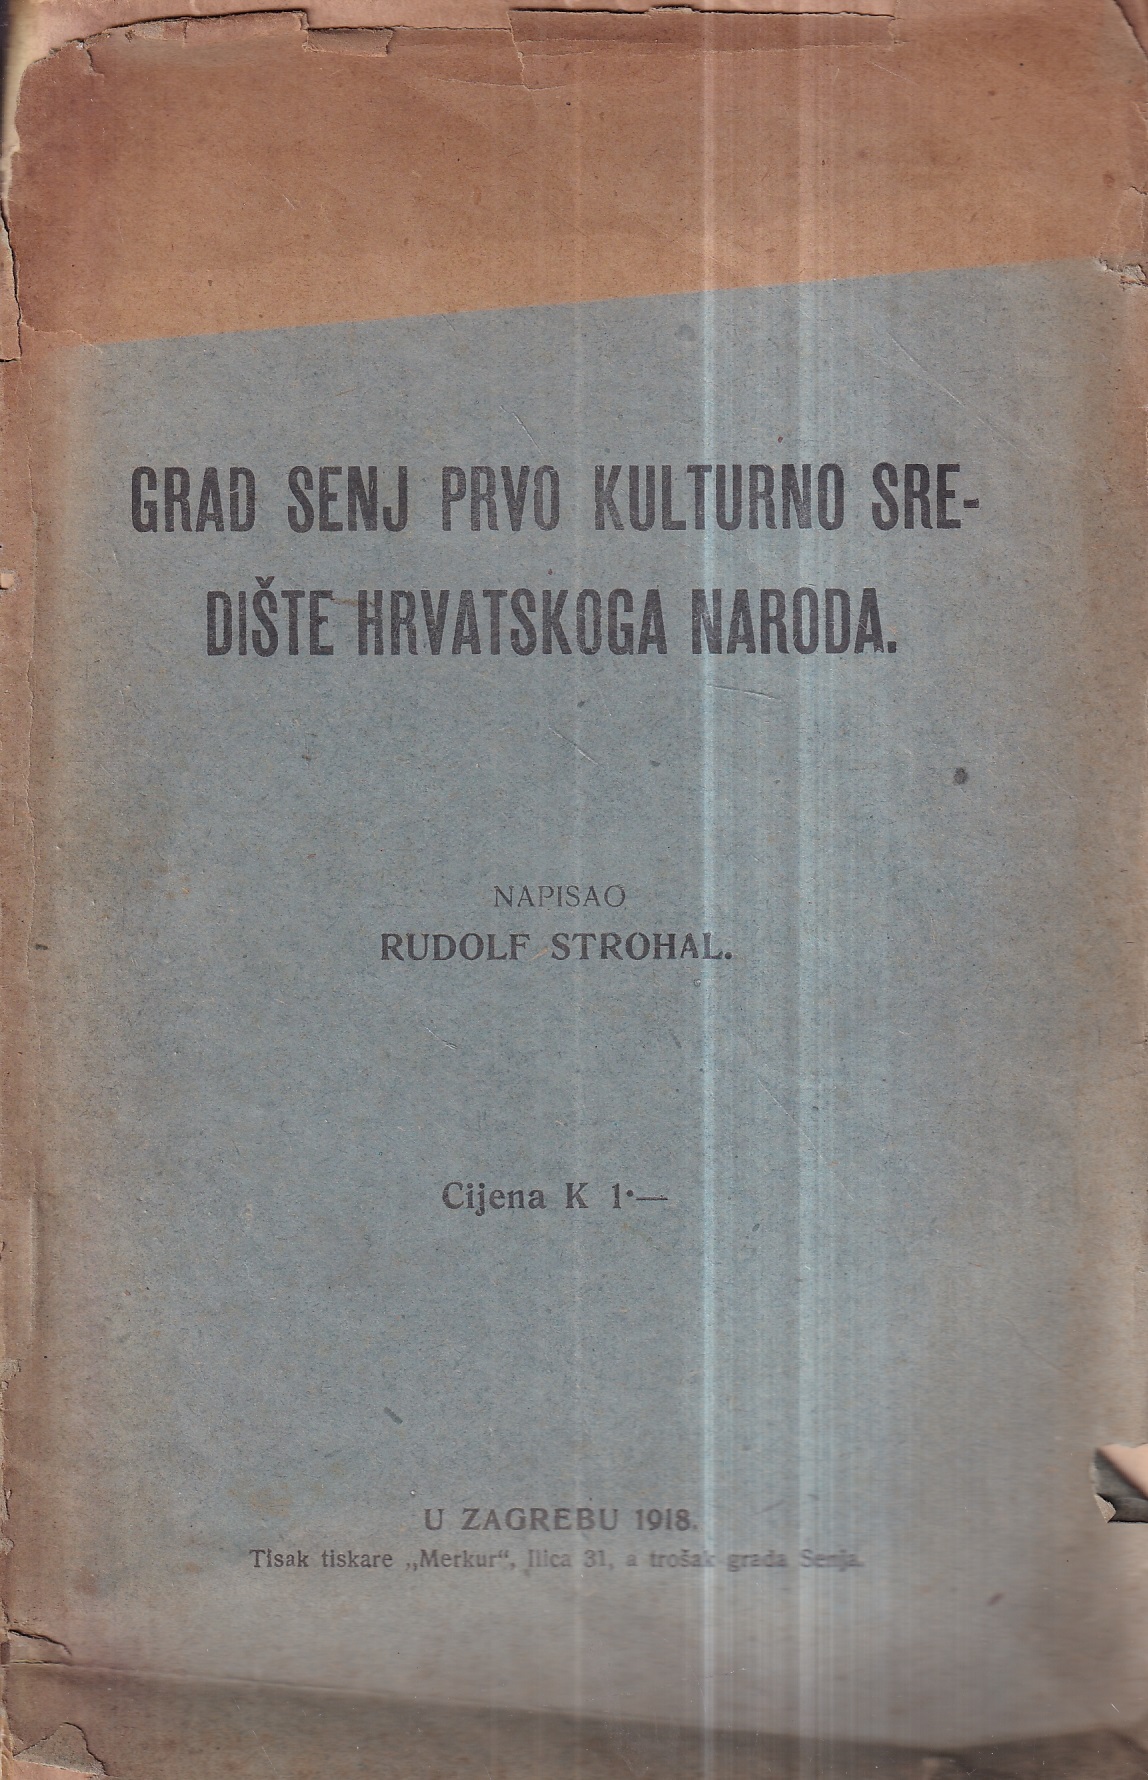 GRAD SENJ PRVO KULTURNO SRE-
DIŠTE HRVATSKOGA NARODA.
NAPISAO
RUDOLF STROHAL.
Cijena K 1·—
U ZAGREBU 1918.
Tisak tiskare „Merkur“, Ilica 31, a trošak grada Senja.